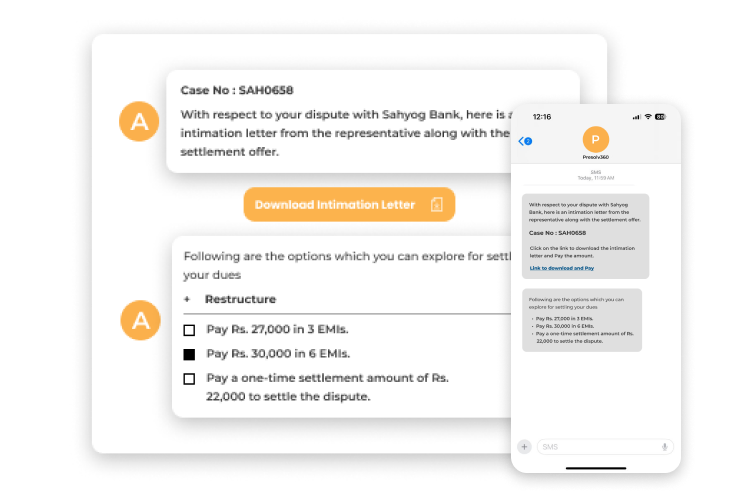 Case No : SAH0658
With respect to your dispute with Sahyog Bank, here is a
intimation letter from the representative along with the
settlement offer.
A
Download Intimation Letter
Following are the options which you can explore for settl
your dues
+ Restructure
A
Pay Rs. 27,000 in 3 EMIs.
Pay Rs. 30,000 in 6 EMIs.
Pay a one-time settlement amount of Rs.
22,000 to settle the dispute.
12:16
P
Presolv360
SMS
Today, 11:59 AM
With respect to your dispute with Sahyog
Bank, here is an intimation letter from the
representative along with the settlement offer.
Case No : SAH0658
Click on the link to download the intimation
letter and Pay the amount.
Link to download and Pay
Following are the options which you can
explore for settling your dues
• Pay Rs. 27,000 in 3 EMIs.
• Pay Rs. 30,000 in 6 EMIs.
• Pay a one-time settlement amount of Rs.
22,000 to settle the dispute.
+ SMS